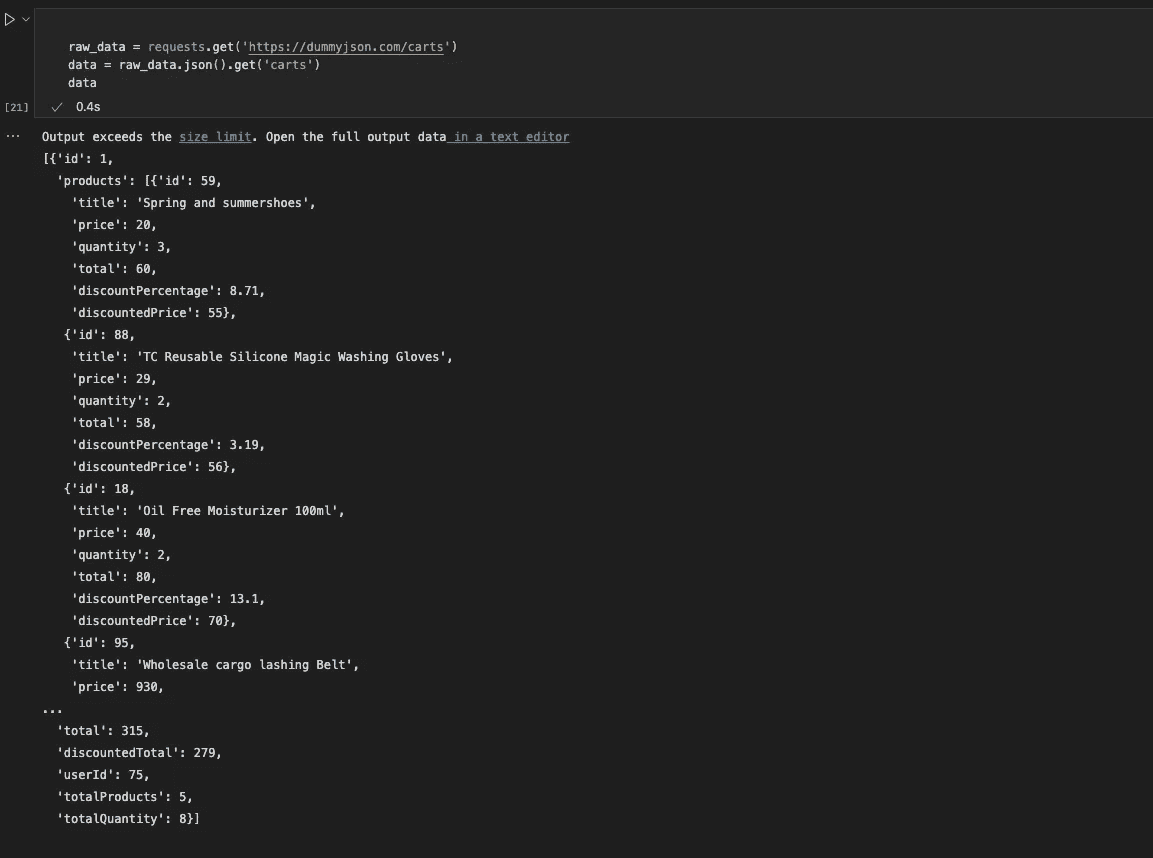 raw_data = requests.get('https://dummyjson.com/carts')
data = raw_data.json().get('carts')
data
[21] 0.4s
... Output exceeds the size limit. Open the full output data in a text editor
[{'id': 1,
'products': [{'id': 59,
'title': 'Spring and summershoes',
'price': 20,
'quantity': 3,
'total': 60,
'discountPercentage': 8.71,
'discountedPrice': 55},
{'id': 88,
'title': 'TC Reusable Silicone Magic Washing Gloves',
'price': 29,
'quantity': 2,
'total': 58,
'discountPercentage': 3.19,
'discountedPrice': 56},
{'id': 18,
'title': 'Oil Free Moisturizer 100ml',
'price': 40,
'quantity': 2,
'total': 80,
'discountPercentage': 13.1,
'discountedPrice': 70},
{'id': 95,
'title': 'Wholesale cargo lashing Belt',
'price': 930,
...
'total': 315,
'discountedTotal': 279,
'userId': 75,
'totalProducts': 5,
'totalQuantity': 8}]